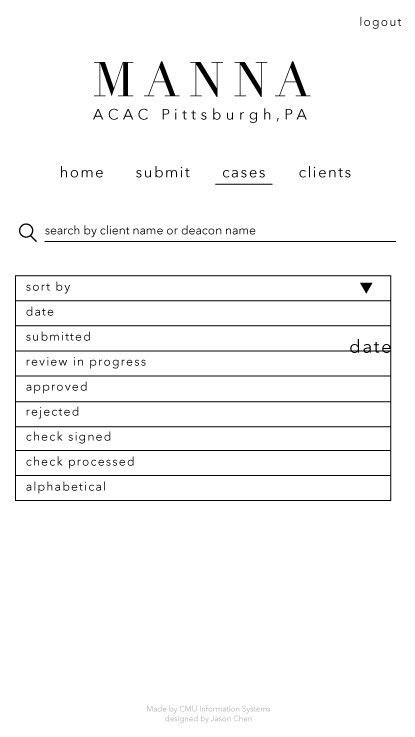 logout
MANNA
ACAC Pittsburgh,PA
home submit cases clients
search by client name or deacon name
sort by
date
submitted
date
review in progress
approved
rejected
check signed
check processed
alphabetical
Made by CMU Information Systems
designed by Jason Chen